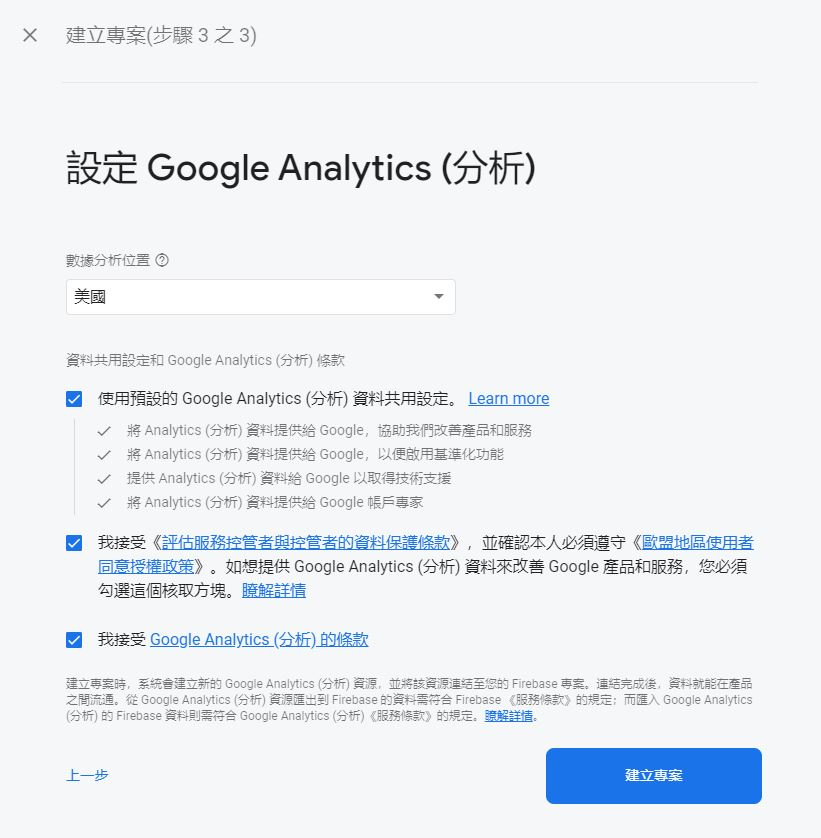 建立專案(步驟 3 之 3)
設定 Google Analytics (分析)
數據分析位置
美國
資料共用設定和 Google Analytics (分析) 條款
使用預設的 Google Analytics (分析) 資料共用設定。 Learn more
將 Analytics (分析) 資料提供給 Google，協助我們改善產品和服務
將 Analytics (分析) 資料提供給 Google，以便啟用基準化功能
提供 Analytics (分析) 資料給 Google 以取得技術支援
將 Analytics (分析) 資料提供給 Google 帳戶專家
我接受《評估服務控管者與控管者的資料保護條款》，並確認本人必須遵守《歐盟地區使用者
同意授權政策》。如想提供 Google Analytics (分析) 資料來改善 Google 產品和服務，您必須
勾選這個核取方塊。瞭解詳情
我接受 Google Analytics (分析) 的條款
建立專案時，系統會建立新的 Google Analytics (分析) 資源，並將該資源連結至您的 Firebase 專案。連結完成後，資料就能在產品
之間流通。從 Google Analytics (分析) 資源匯出到 Firebase 的資料需符合 Firebase 《服務條款》的規定；而匯入 Google Analytics
(分析) 的 Firebase 資料則需符合 Google Analytics (分析)《服務條款》的規定。瞭解詳情。
上一步
建立專案